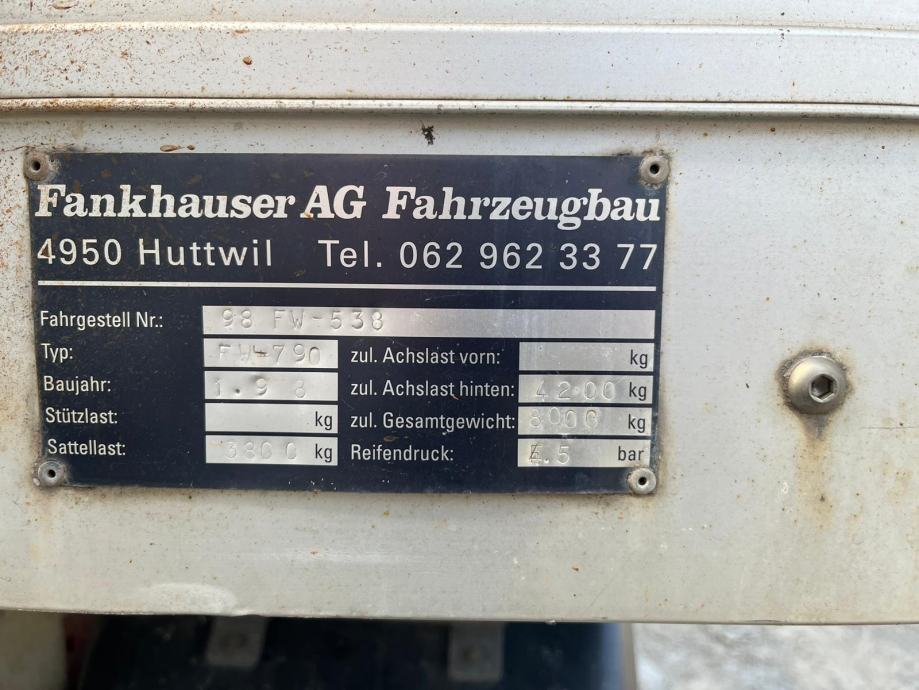 Fankhauser AG Fahrzeugbau
4950 Huttwil Tel. 062 962 33 77
Fahrgestell Nr.: 98 FW-538
Typ: FW-790 zul. Achslast vorn: kg
Baujahr: 1.98 zul. Achslast hinten: 4200 kg
Stützlast: kg zul. Gesamtgewicht: 8000 kg
Sattellast: 3800 kg Reifendruck: bar